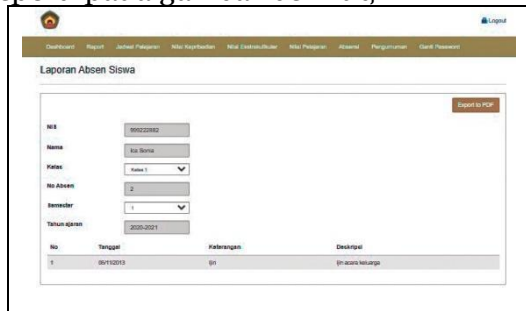 Logout
Dashboard Raport Jadwal Pelajaran Nilai Kepribadian Nilai Ekstrakulikuler Nilai Pelajaran Absensi Pengumuman Ganti Password
Laporan Absen Siswa
Export to PDF
NIS
Nama
Kelas Kelas 1
No Absen 2
Semester 1
Tahun ajaran 2020-2021
No Tanggal Keterangan Deskripsi
1 Ijin Ijin acara keluarga